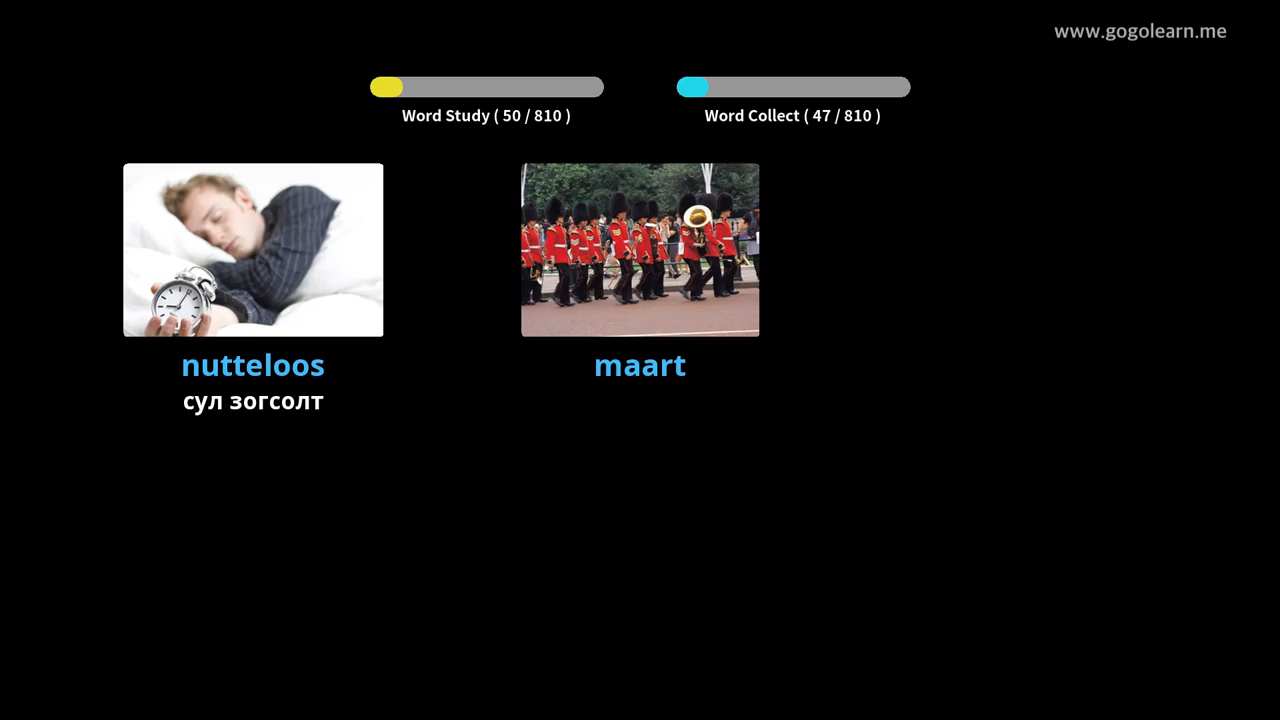 www.gogolearn.me
Word Study ( 50 / 810 )
Word Collect ( 47 / 810 )
nutteloos
сул зогсолт
maart